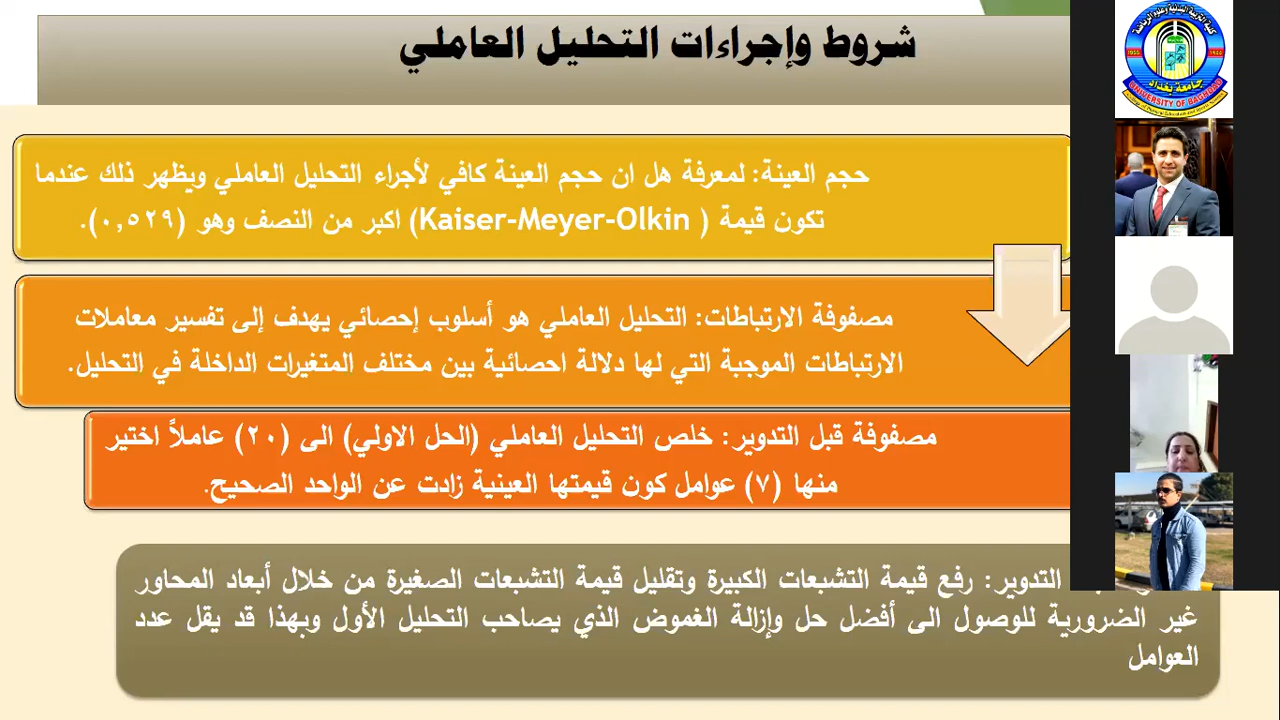 شروط وإجراءات التحليل العاملي
حجم العينة: لمعرفة هل ان حجم العينة كافي لأجراء التحليل العاملي ويظهر ذلك عندما
تكون قيمة ( Kaiser-Meyer-Olkin) اكبر من النصف وهو (٠,٥٢٩).
مصفوفة الارتباطات: التحليل العاملي هو أسلوب إحصائي يهدف إلى تفسير معاملات
الارتباطات الموجبة التي لها دلالة احصائية بين مختلف المتغيرات الداخلة في التحليل.
مصفوفة قبل التدوير: خلص التحليل العاملي (الحل الاولي) الى (٢٠) عاملاً اختير
منها (٧) عوامل كون قيمتها العينية زادت عن الواحد الصحيح.
التدوير: رفع قيمة التشبعات الكبيرة وتقليل قيمة التشبعات الصغيرة من خلال أبعاد المحاور
غير الضرورية للوصول الى أفضل حل وإزالة الغموض الذي يصاحب التحليل الأول وبهذا قد يقل عدد
العوامل
جامعة بغداد
UNIVERSITY OF BAGHDAD